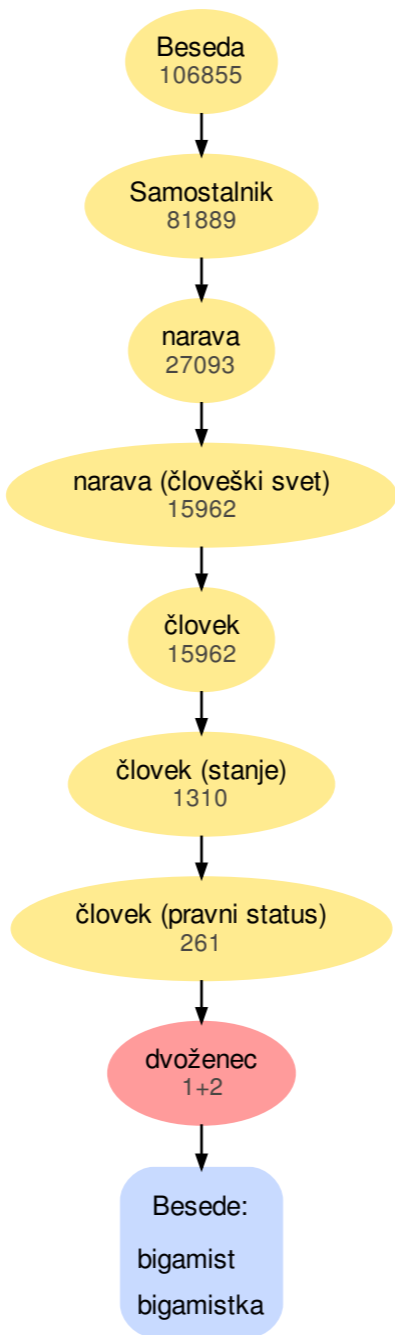 Beseda
106855
Samostalnik
81889
narava
27093
narava (človeški svet)
15962
človek
15962
človek (stanje)
1310
človek (pravni status)
261
dvoženec
1+2
Besede:
bigamist
bigamistka